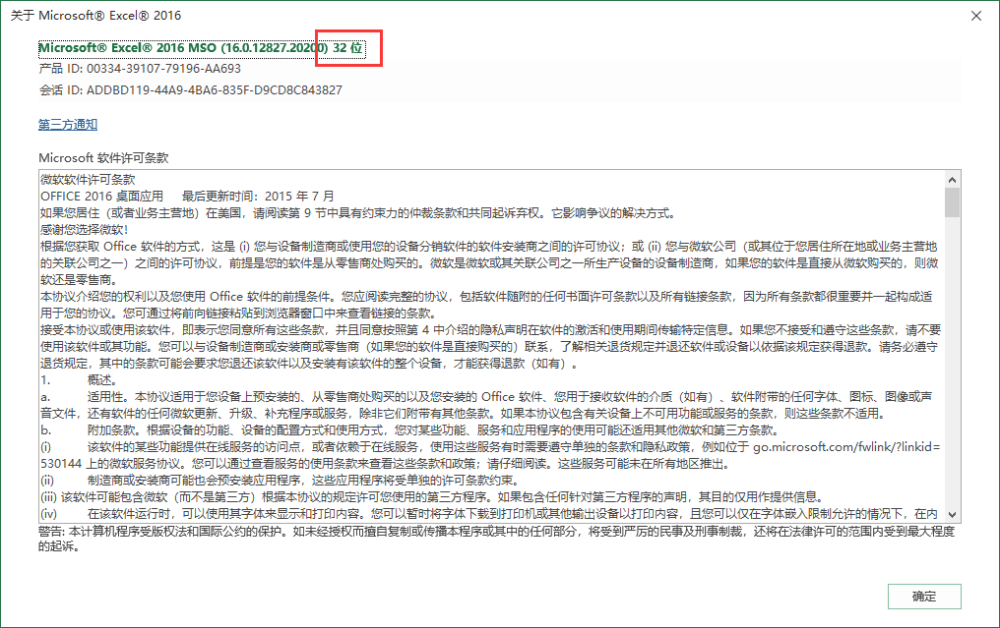 关于 Microsoft® Excel® 2016
Microsoft® Excel® 2016 MSO (16.0.12827.20200) 32 位
产品 ID: 00334-39107-79196-AA693
会话 ID: ADDBD119-44A9-4BA6-835F-D9CD8C843827
第三方通知
Microsoft 软件许可条款
微软软件许可条款
OFFICE 2016 桌面应用 最后更新时间：2015 年 7 月
如果您居住（或者业务主营地）在美国，请阅读第 9 节中具有约束力的仲裁条款和共同起诉弃权。它影响争议的解决方式。
感谢您选择微软！
根据您获取 Office 软件的方式，这是 (i) 您与设备制造商或使用您的设备分销软件的软件安装商之间的许可协议；或 (ii) 您与微软公司（或其位于您居住所在地或业务主营地
的关联公司之一）之间的许可协议，前提是您的软件是从零售商处购买的。微软是微软或其关联公司之一所生产设备的设备制造商，如果您的软件是直接从微软购买的，则微
软还是零售商。
本协议介绍您的权利以及您使用 Office 软件的前提条件。您应阅读完整的协议，包括软件随附的任何书面许可条款以及所有链接条款，因为所有条款都很重要并一起构成适
用于您的协议。您可通过将前向链接粘贴到浏览器窗口中来查看链接的条款。
接受本协议或使用该软件，即表示您同意所有这些条款，并且同意按照第 4 中介绍的隐私声明在软件的激活和使用期间传输特定信息。如果您不接受和遵守这些条款，请不要
使用该软件或其功能。您可以与设备制造商或安装商或零售商（如果您的软件是直接购买的）联系，了解相关退货规定并退还软件或设备以依据该规定获得退款。请务必遵守
退货规定，其中的条款可能会要求您退还该软件以及安装有该软件的整个设备，才能获得退款（如有）。
1. 概述。
a. 适用性。本协议适用于您设备上预安装的、从零售商处购买的以及您安装的 Office 软件、您用于接收软件的介质（如有）、软件附带的任何字体、图标、图像或声
音文件，还有软件的任何微软更新、升级、补充程序或服务，除非它们附带有其他条款。如果本协议包含有关设备上不可用功能或服务的条款，则这些条款不适用。
b. 附加条款。根据设备的功能、设备的配置方式和使用方式，您对某些功能、服务和应用程序的使用可能还适用其他微软和第三方条款。
(i) 该软件的某些功能提供在线服务的访问点，或者依赖于在线服务，使用这些服务有时需要遵守单独的条款和隐私政策，例如位于 go.microsoft.com/fwlink/?linkid=
530144 上的微软服务协议。您可以通过查看服务的使用条款来查看这些条款和政策；请仔细阅读。这些服务可能未在所有地区推出。
(ii) 制造商或安装商可能也会预安装应用程序，这些应用程序将受单独的许可条款约束。
(iii) 该软件可能包含微软（而不是第三方）根据本协议的规定许可您使用的第三方程序。如果包含任何针对第三方程序的声明，其目的仅用作提供信息。
(iv) 在该软件运行时，可以使用其字体来显示和打印内容。您可以暂时将字体下载到打印机或其他输出设备以打印内容，且您可以仅在字体嵌入限制允许的情况下，在内
警告: 本计算机程序受版权法和国际公约的保护。如未经授权而擅自复制或传播本程序或其中的任何部分，将受到严厉的民事及刑事制裁，还将在法律许可的范围内受到最大程度
的起诉。
确定